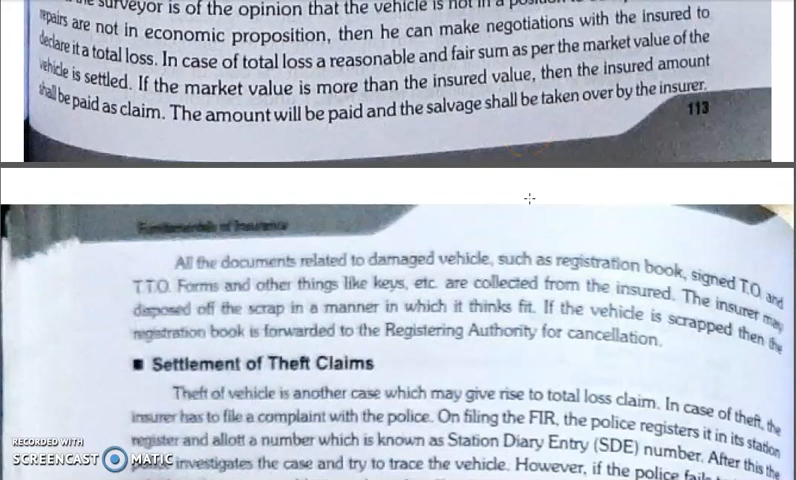 surveyor is of the opinion that the vehicle is not in a
repairs are not in economic proposition, then he can make negotiations with the insured to
declare it a total loss. In case of total loss a reasonable and fair sum as per the market value of the
vehicle is settled. If the market value is more than the insured value, then the insured amount
shall be paid as claim. The amount will be paid and the salvage shall be taken over by the insurer.
113
Fundamentals of Insurance
All the documents related to damaged vehicle, such as registration book, signed T.O. and
T.T.O. Forms and other things like keys, etc. are collected from the insured. The insurer may
disposed off the scrap in a manner in which it thinks fit. If the vehicle is scrapped then the
registration book is forwarded to the Registering Authority for cancellation.
■ Settlement of Theft Claims
Theft of vehicle is another case which may give rise to total loss claim. In case of theft, the
insurer has to file a complaint with the police. On filing the FIR, the police registers it in its station
register and allott a number which is known as Station Diary Entry (SDE) number. After this the
police investigates the case and try to trace the vehicle. However, if the police fails
RECORDED WITH
SCREENCAST MATIC